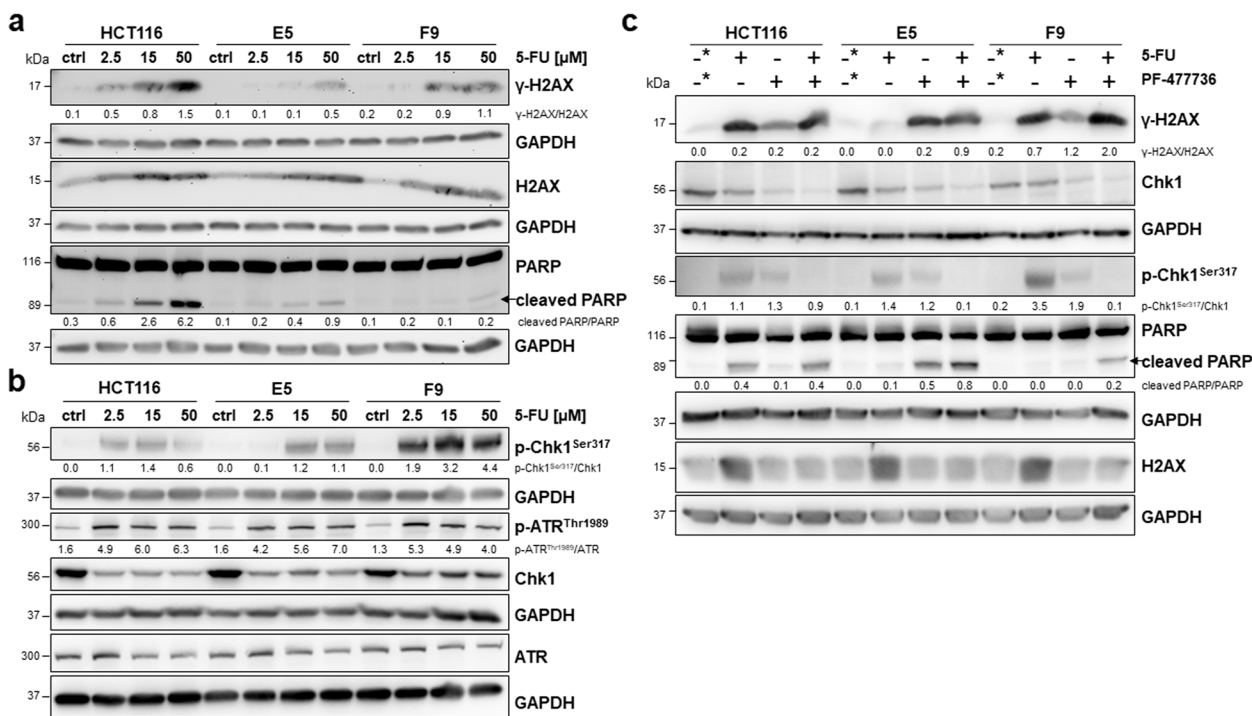 a
HCT116 E5 F9
kDa ctrl 2.5 15 50 ctrl 2.5 15 50 ctrl 2.5 15 50 5-FU [µM]
17 γ-H2AX
0.1 0.5 0.8 1.5 0.1 0.1 0.1 0.5 0.2 0.2 0.9 1.1 γ-H2AX/H2AX
37 GAPDH
15 H2AX
37 GAPDH
116 PARP
89 cleaved PARP
0.3 0.6 2.6 6.2 0.1 0.2 0.4 0.9 0.1 0.2 0.1 0.2 cleaved PARP/PARP
37 GAPDH
b
HCT116 E5 F9
kDa ctrl 2.5 15 50 ctrl 2.5 15 50 ctrl 2.5 15 50 5-FU [µM]
56 p-Chk1Ser317
0.0 1.1 1.4 0.6 0.0 0.1 1.2 1.1 0.0 1.9 3.2 4.4 p-Chk1Ser317/Chk1
37 GAPDH
300 p-ATRThr1989
1.6 4.9 6.0 6.3 1.6 4.2 5.6 7.0 1.3 5.3 4.9 4.0 p-ATRThr1989/ATR
56 Chk1
37 GAPDH
300 ATR
37 GAPDH
c
HCT116 E5 F9
-* + - + -* + - + -* + - + 5-FU
kDa -* - + + -* - + + -* - + + PF-477736
17 γ-H2AX
0.0 0.2 0.2 0.2 0.0 0.0 0.2 0.9 0.2 0.7 1.2 2.0 γ-H2AX/H2AX
56 Chk1
37 GAPDH
56 p-Chk1Ser317
0.1 1.1 1.3 0.9 0.1 1.4 1.2 0.1 0.2 3.5 1.9 0.1 p-Chk1Ser317/Chk1
116 PARP
89 cleaved PARP
0.0 0.4 0.1 0.4 0.0 0.1 0.5 0.8 0.0 0.0 0.0 0.2 cleaved PARP/PARP
37 GAPDH
15 H2AX
37 GAPDH